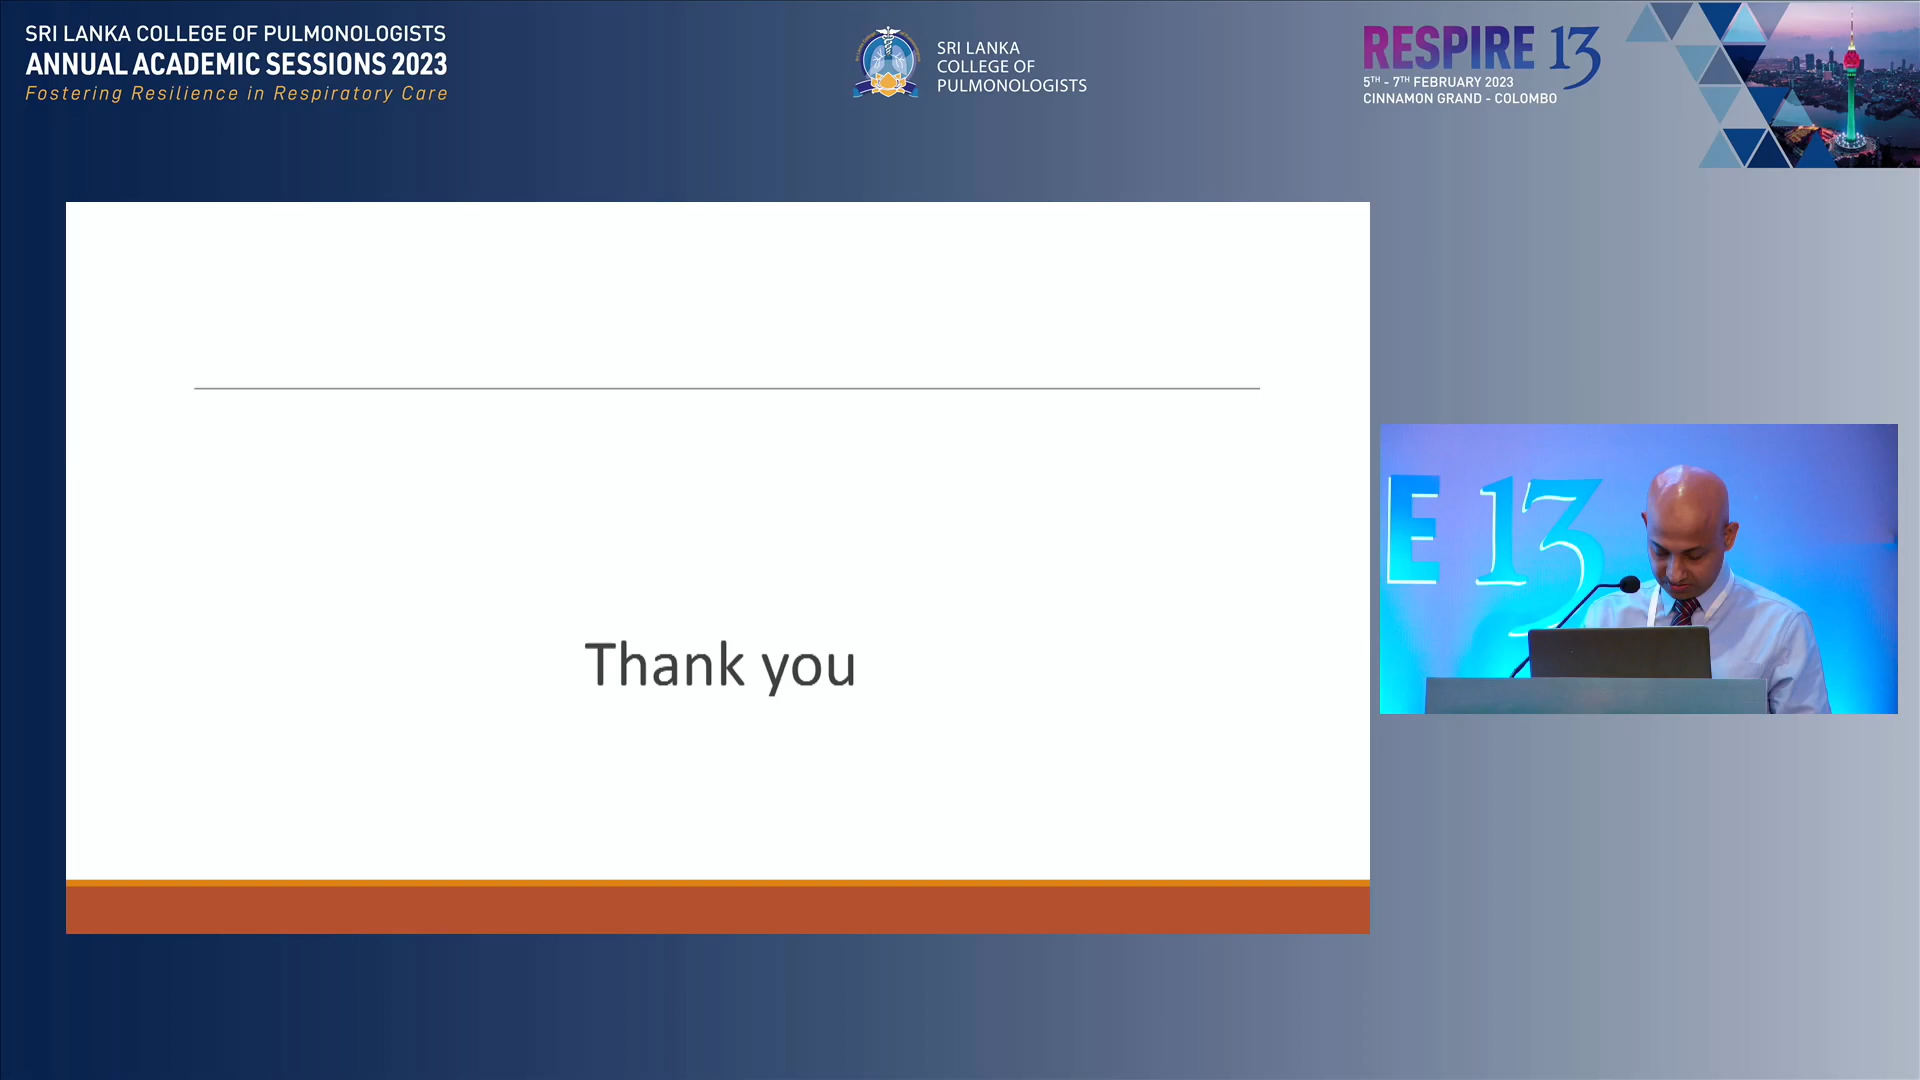 SRI LANKA COLLEGE OF PULMONOLOGISTS
ANNUAL ACADEMIC SESSIONS 2023
Fostering Resilience in Respiratory Care
SRI LANKA
COLLEGE OF
PULMONOLOGISTS
RESPIRE 13
5TH - 7TH FEBRUARY 2023
CINNAMON GRAND - COLOMBO
Thank you
E 13